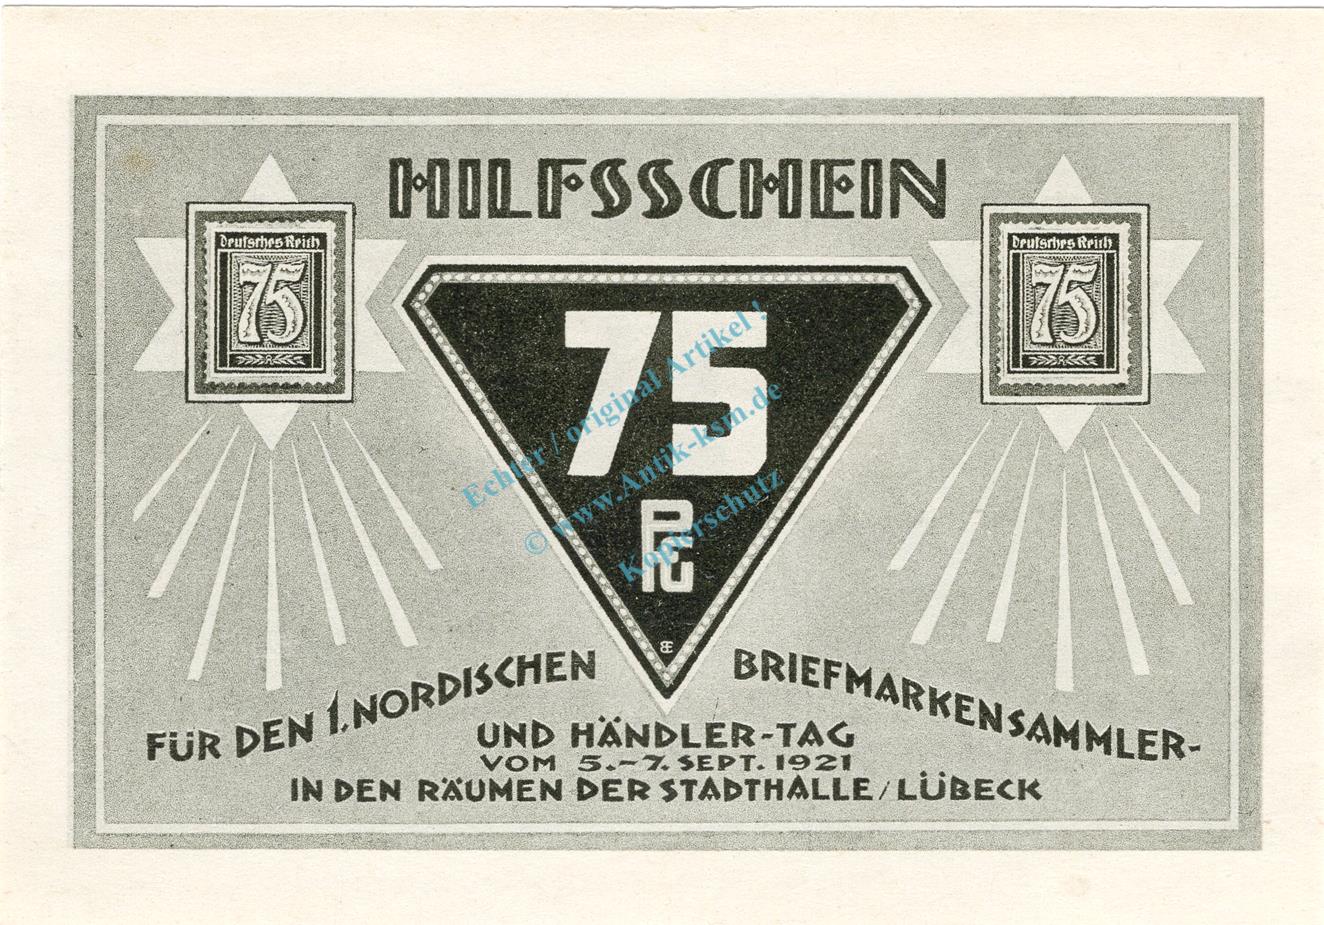 HILFSSCHEIN
Deutsches Reich
75
Deutsches Reich
75
75
PFG
FÜR DEN 1. NORDISCHEN BRIEFMARKENSAMMLER-
UND HÄNDLER-TAG
VOM 5.-7. SEPT. 1921
IN DEN RÄUMEN DER STADTHALLE / LÜBECK
Echter / original Artikel !
© www.Antik-ksm.de
Kopierschutz